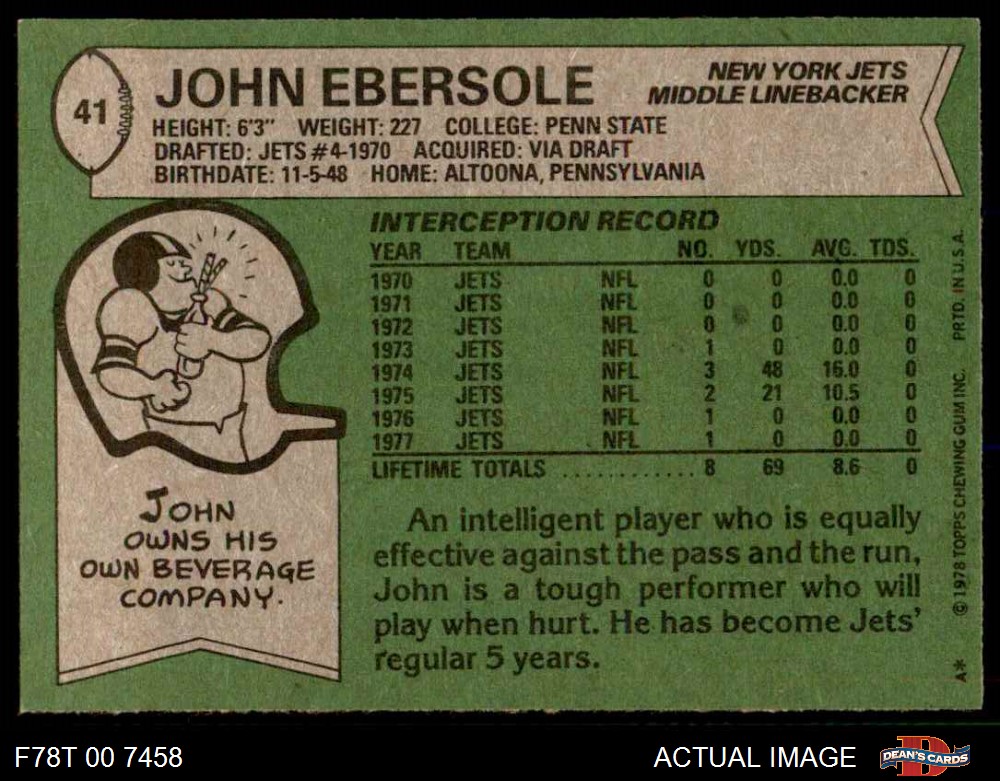 41
JOHN EBERSOLE
NEW YORK JETS
MIDDLE LINEBACKER
HEIGHT: 6'3" WEIGHT: 227 COLLEGE: PENN STATE
DRAFTED: JETS #4-1970 ACQUIRED: VIA DRAFT
BIRTHDATE: 11-5-48 HOME: ALTOONA, PENNSYLVANIA
INTERCEPTION RECORD
YEAR TEAM NO. YDS. AVG. TDS.
1970 JETS NFL 0 0 0.0 0
1971 JETS NFL 0 0 0.0 0
1972 JETS NFL 0 0 0.0 0
1973 JETS NFL 1 0 0.0 0
1974 JETS NFL 3 48 16.0 0
1975 JETS NFL 2 21 10.5 0
1976 JETS NFL 1 0 0.0 0
1977 JETS NFL 1 0 0.0 0
LIFETIME TOTALS ............ 8 69 8.6 0
JOHN
OWNS HIS
OWN BEVERAGE
COMPANY.
An intelligent player who is equally
effective against the pass and the run,
John is a tough performer who will
play when hurt. He has become Jets'
regular 5 years.
A* © 1978 TOPPS CHEWING GUM INC. PRTD. IN U.S.A.
F78T 00 7458
ACTUAL IMAGE
DEAN'S CARDS